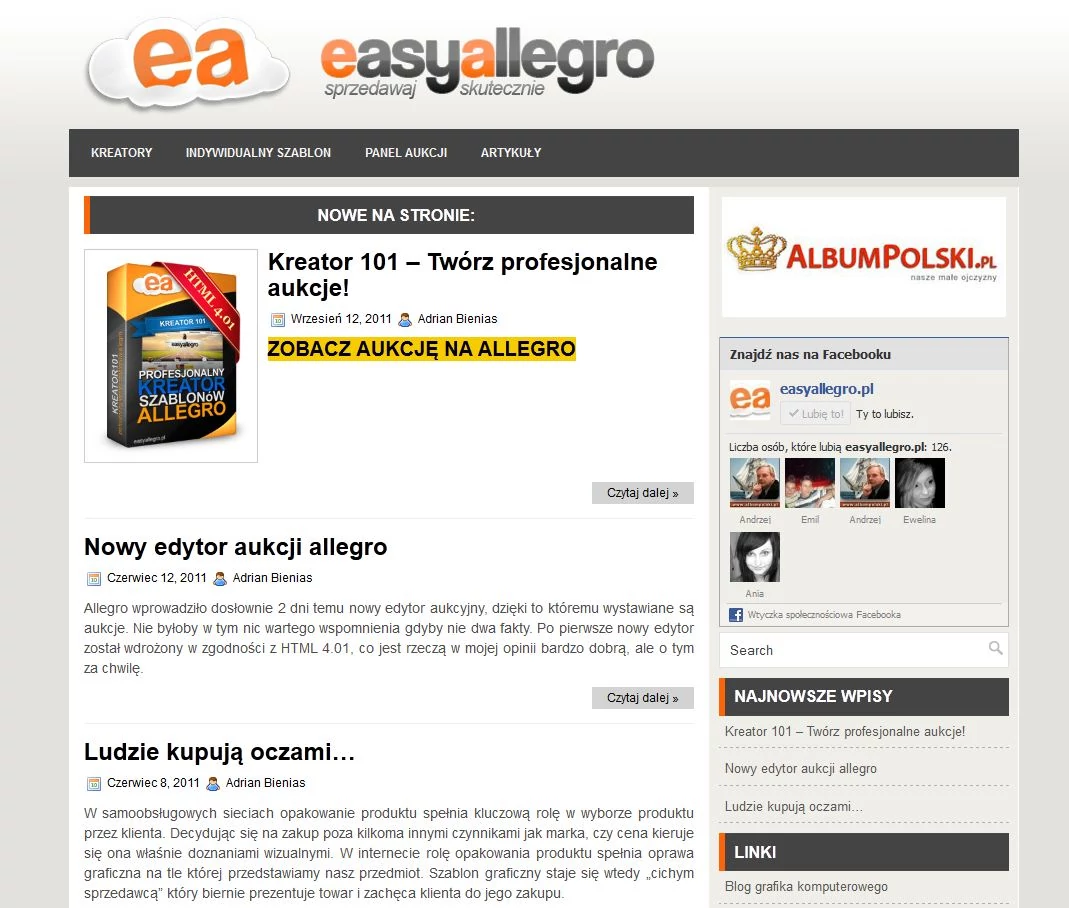 ea
easyallegro
sprzedawaj skutecznie
KREATORY INDYWIDUALNY SZABLON PANEL AUKCJI ARTYKUŁY
NOWE NA STRONIE:
ea
HTML 4.01
KREATOR 101
easyallegro
PROFESJONALNY
KREATOR
SZABLONÓW
ALLEGRO
KREATOR101
easyallegro.pl
Kreator 101 – Twórz profesjonalne
aukcje!
Wrzesień 12, 2011 Adrian Bienias
ZOBACZ AUKCJĘ NA ALLEGRO
Czytaj dalej »
Nowy edytor aukcji allegro
Czerwiec 12, 2011 Adrian Bienias
Allegro wprowadziło dosłownie 2 dni temu nowy edytor aukcyjny, dzięki to któremu wystawiane są
aukcje. Nie byłoby w tym nic wartego wspomnienia gdyby nie dwa fakty. Po pierwsze nowy edytor
został wdrożony w zgodności z HTML 4.01, co jest rzeczą w mojej opinii bardzo dobrą, ale o tym
za chwilę.
Czytaj dalej »
Ludzie kupują oczami…
Czerwiec 8, 2011 Adrian Bienias
W samoobsługowych sieciach opakowanie produktu spełnia kluczową rolę w wyborze produktu
przez klienta. Decydując się na zakup poza kilkoma innymi czynnikami jak marka, czy cena kieruje
się ona właśnie doznaniami wizualnymi. W internecie rolę opakowania produktu spełnia oprawa
graficzna na tle której przedstawiamy nasz przedmiot. Szablon graficzny staje się wtedy „cichym
sprzedawcą” który biernie prezentuje towar i zachęca klienta do jego zakupu.
ALBUMPOLSKI.PL
nasze małe ojczyzny
Znajdź nas na Facebooku
ea
easyallegro.pl
Lubię to! Ty to lubisz.
Liczba osób, które lubią easyallegro.pl: 126.
Andrzej Emil Andrzej Ewelina
Ania
Wtyczka społecznościowa Facebooka
Search
NAJNOWSZE WPISY
Kreator 101 – Twórz profesjonalne aukcje!
Nowy edytor aukcji allegro
Ludzie kupują oczami…
LINKI
Blog grafika komputerowego